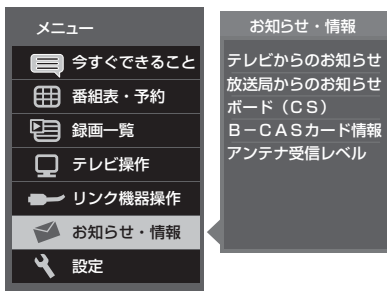 メニュー
今すぐできること
番組表・予約
録画一覧
テレビ操作
リンク機器操作
お知らせ・情報
設定
お知らせ・情報
テレビからのお知らせ
放送局からのお知らせ
ボード（ＣＳ）
Ｂ－ＣＡＳカード情報
アンテナ受信レベル